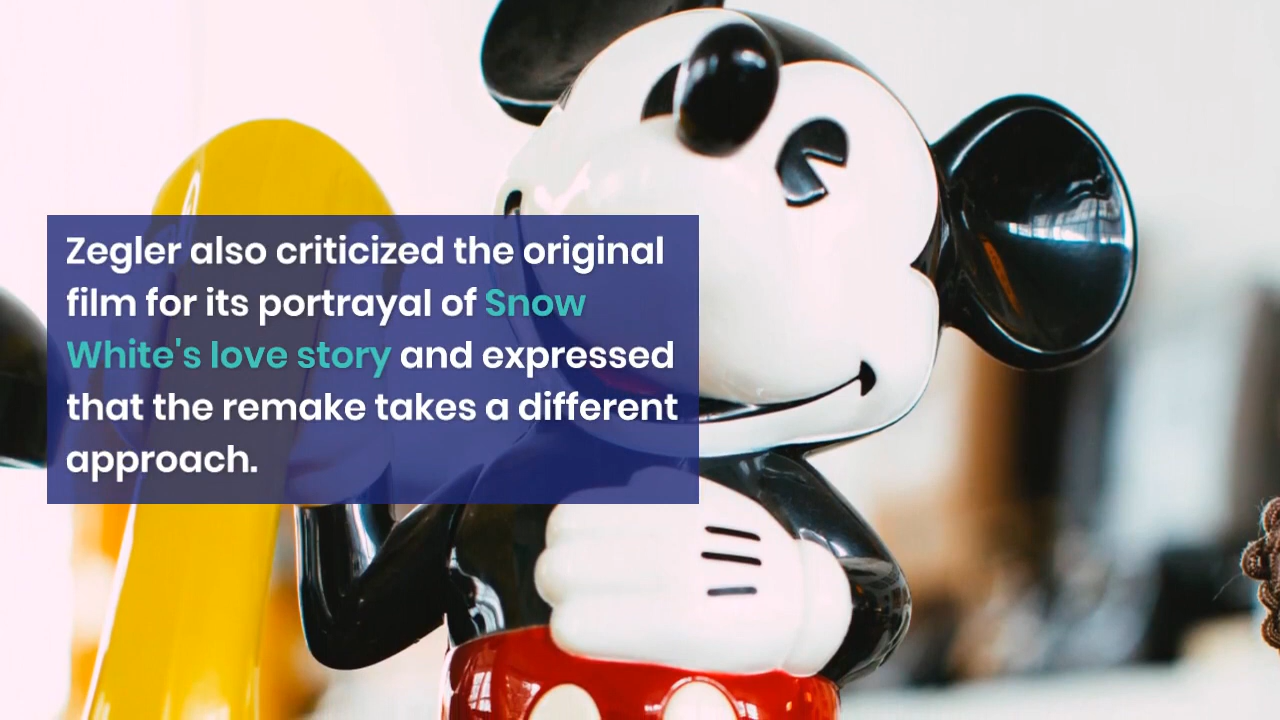 Zegler also criticized the original
film for its portrayal of Snow
White's love story and expressed
that the remake takes a different
approach.